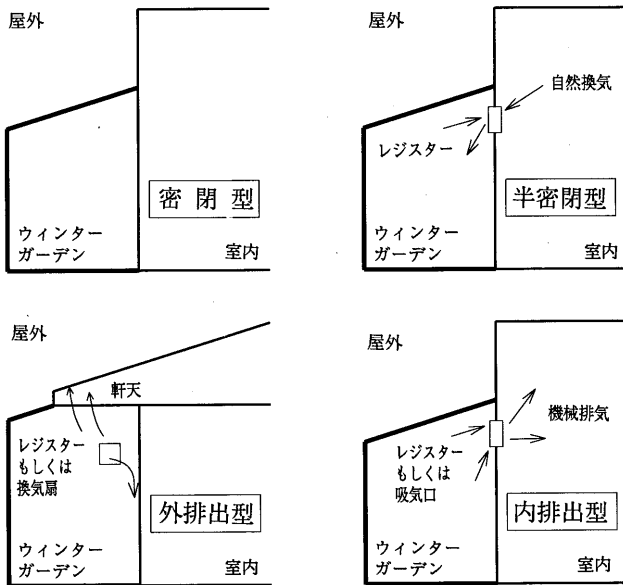 屋外
密閉型
ウィンター
ガーデン
室内
屋外
自然換気
レジスター
半密閉型
ウィンター
ガーデン
室内
屋外
軒天
レジスター
もしくは
換気扇
外排出型
ウィンター
ガーデン
室内
屋外
機械排気
レジスター
もしくは
吸気口
内排出型
ウィンター
ガーデン
室内